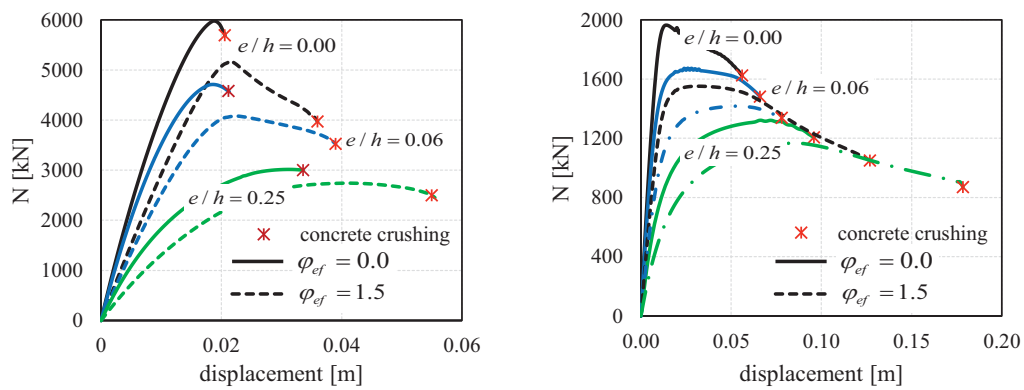 6000
5000
4000
3000
2000
1000
0
N [kN]
0
0.02
0.04
0.06
displacement [m]
e / h = 0.00
e / h = 0.06
e / h = 0.25
concrete crushing
φef = 0.0
φef = 1.5
2000
1600
1200
800
400
0
N [kN]
0.00
0.05
0.10
0.15
0.20
displacement [m]
e / h = 0.00
e / h = 0.06
e / h = 0.25
concrete crushing
φef = 0.0
φef = 1.5